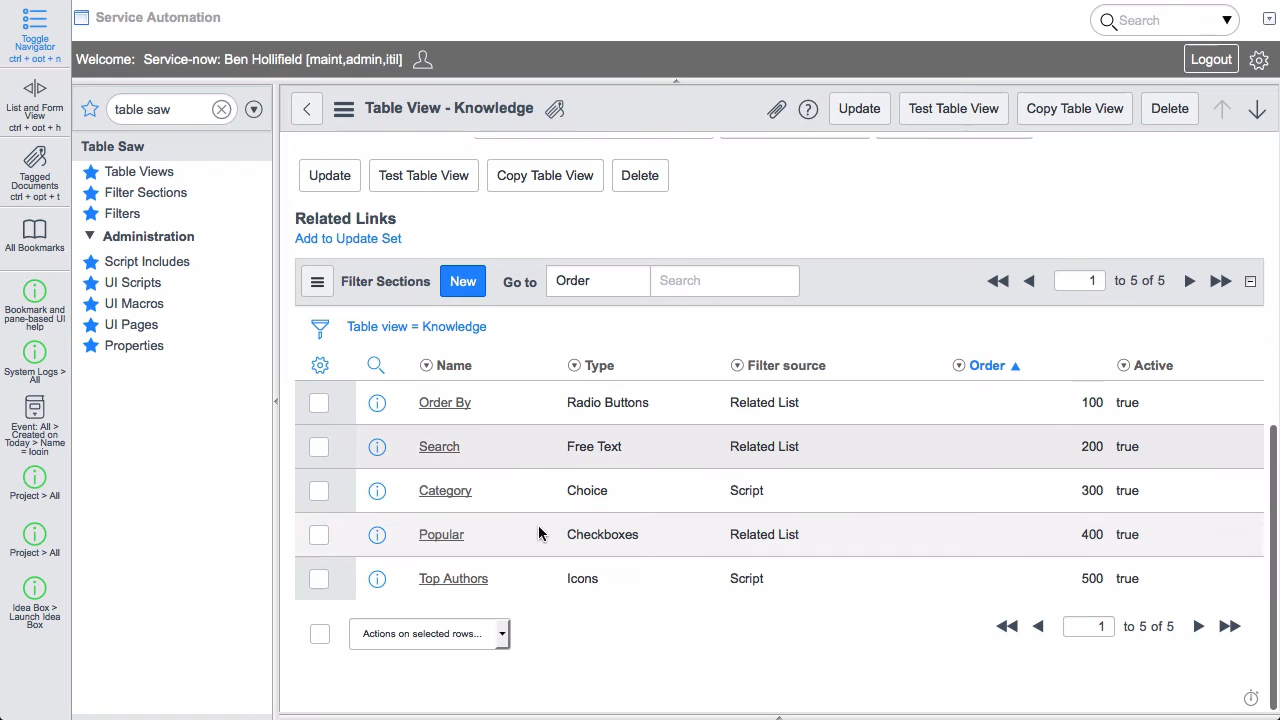 Toggle
Navigator
ctrl + opt + n
List and Form
View
ctrl + opt + h
Tagged
Documents
ctrl + opt + t
All Bookmarks
Bookmark and
pane-based UI
help
System Logs >
All
Event: All >
Created on
Today > Name
= login
Project > All
Project > All
Idea Box >
Launch Idea
Box
Service Automation
Search
Welcome: Service-now: Ben Hollifield [maint,admin,itil]
Logout
table saw
Table Saw
Table Views
Filter Sections
Filters
Administration
Script Includes
UI Scripts
UI Macros
UI Pages
Properties
Table View - Knowledge
Update Test Table View Copy Table View Delete
Update Test Table View Copy Table View Delete
Related Links
Add to Update Set
Filter Sections New Go to Order Search 1 to 5 of 5
Table view = Knowledge
Name Type Filter source Order Active
Order By Radio Buttons Related List 100 true
Search Free Text Related List 200 true
Category Choice Script 300 true
Popular Checkboxes Related List 400 true
Top Authors Icons Script 500 true
Actions on selected rows... 1 to 5 of 5